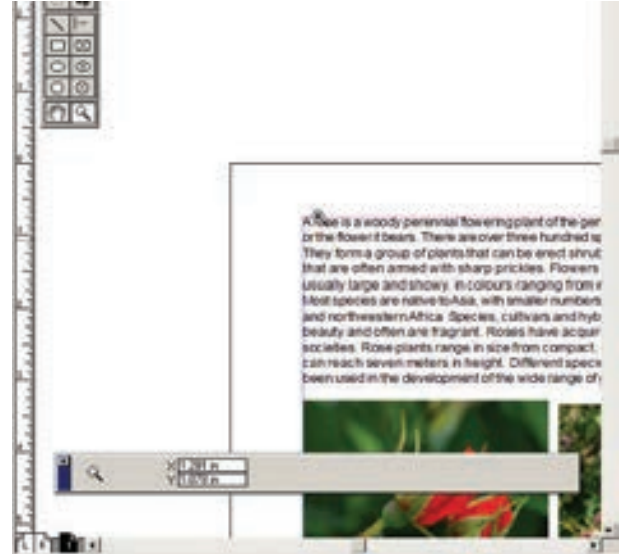 A rose is a woody perennial flowering plant of the gen
or the flower it bears. There are over three hundred sp
They form a group of plants that can be erect shrub
that are often armed with sharp prickles. Flowers
usually large and showy, in colours ranging from
Most species are native to Asia, with smaller numbers
and northwestern Africa. Species, cultivars and hyb
beauty and often are fragrant. Roses have acquir
societies. Rose plants range in size from compact,
can reach seven meters in height. Different specie
been used in the development of the wide range of
X
Y